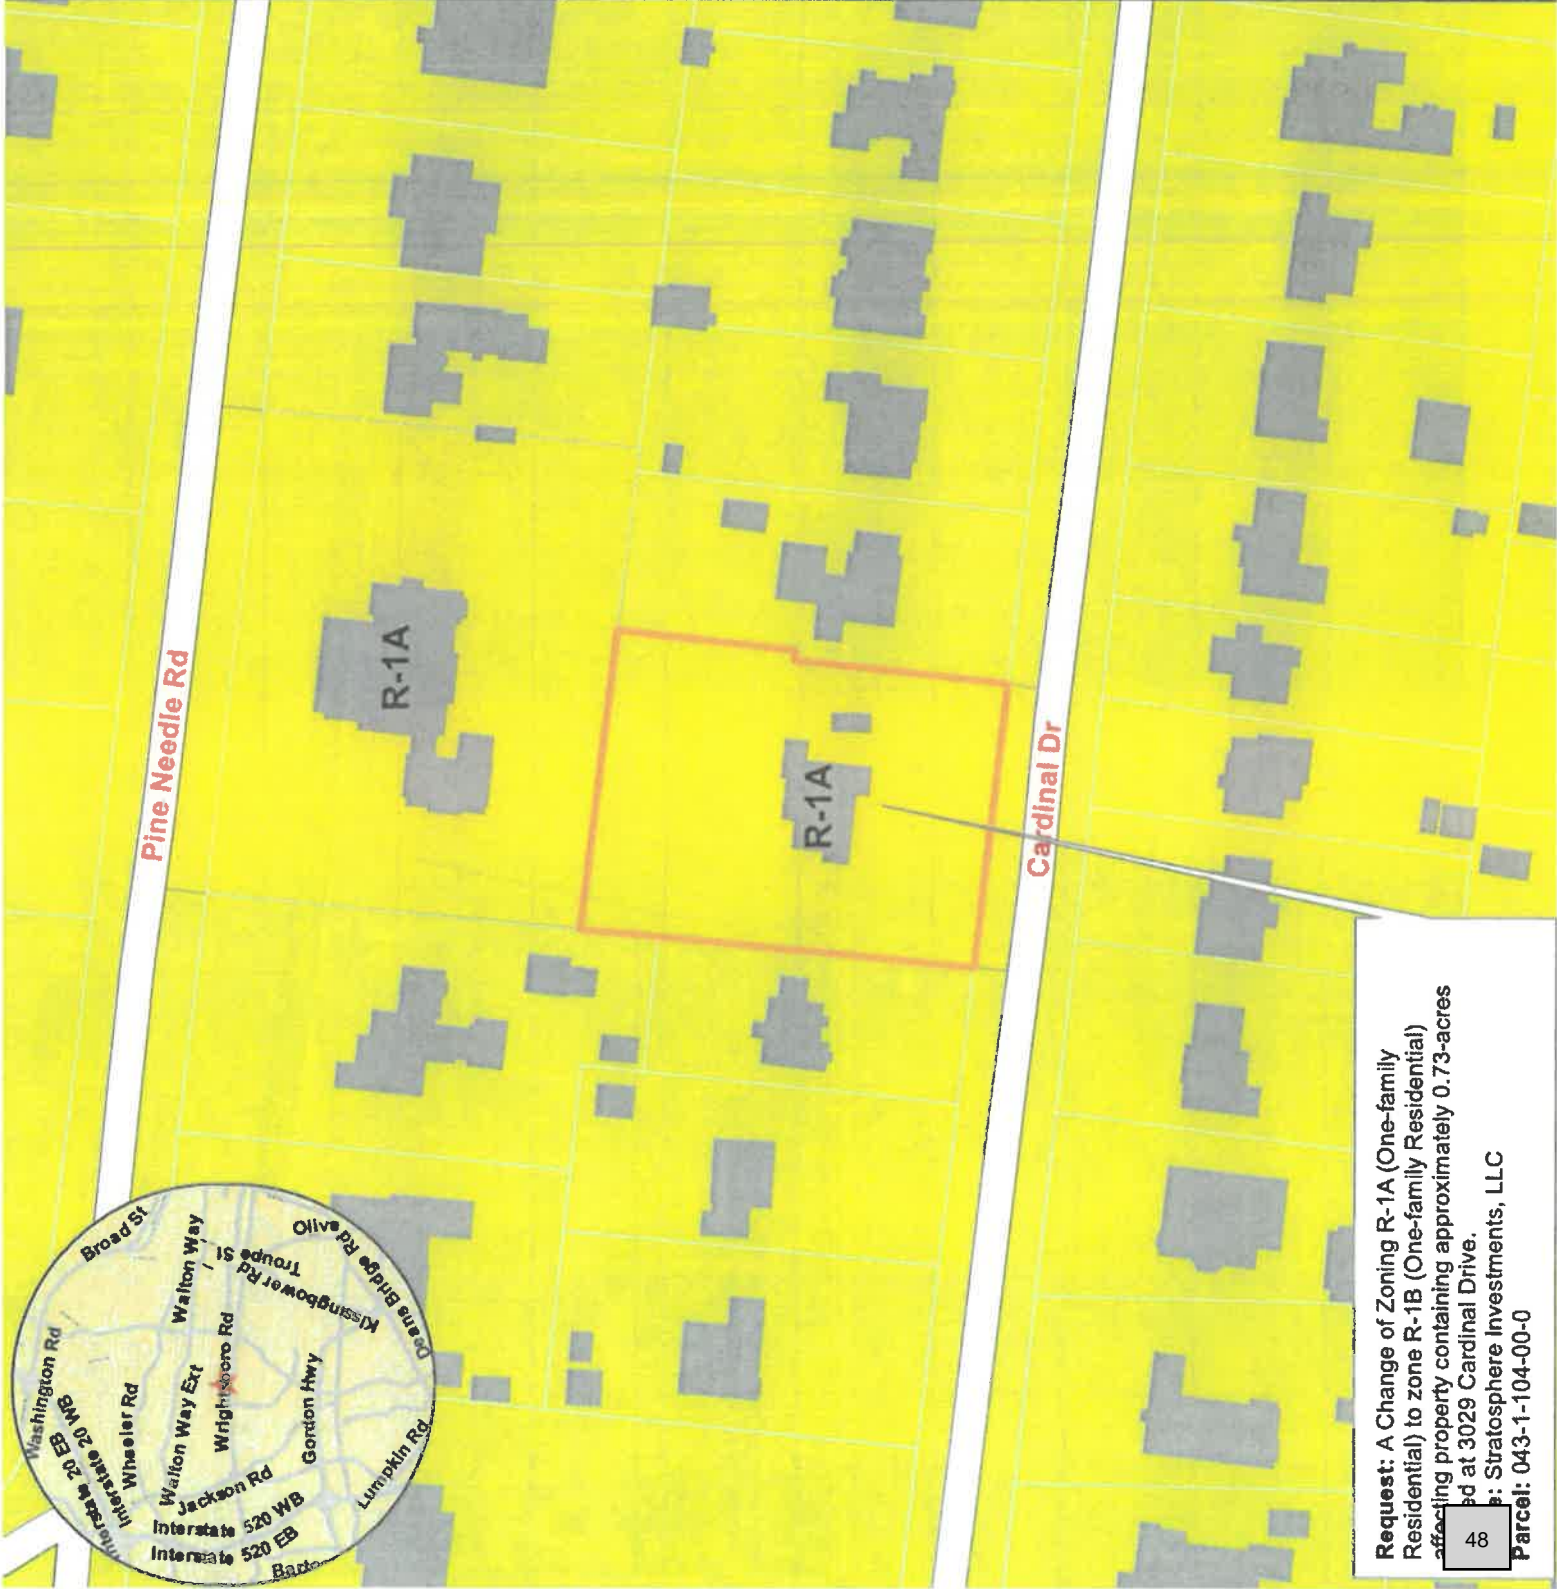 Pine Needle Rd
R-1A
R-1A
Cardinal Dr
Broad St
Washington Rd
Walton Way
Troupe St
Olive Rd
Kissingbower Rd
Deans Bridge Rd
Interstate 20 EB
Interstate 20 WB
Wheeler Rd
Walton Way Ext
Wrightsboro Rd
Gordon Hwy
Jackson Rd
Lumpkin Rd
Interstate 520 WB
Interstate 520 EB
Request: A Change of Zoning R-1A (One-family
Residential) to zone R-1B (One-family Residential)
affecting property containing approximately 0.73-acres
ed at 3029 Cardinal Drive.
e: Stratosphere Investments, LLC
Parcel: 043-1-104-00-0
48